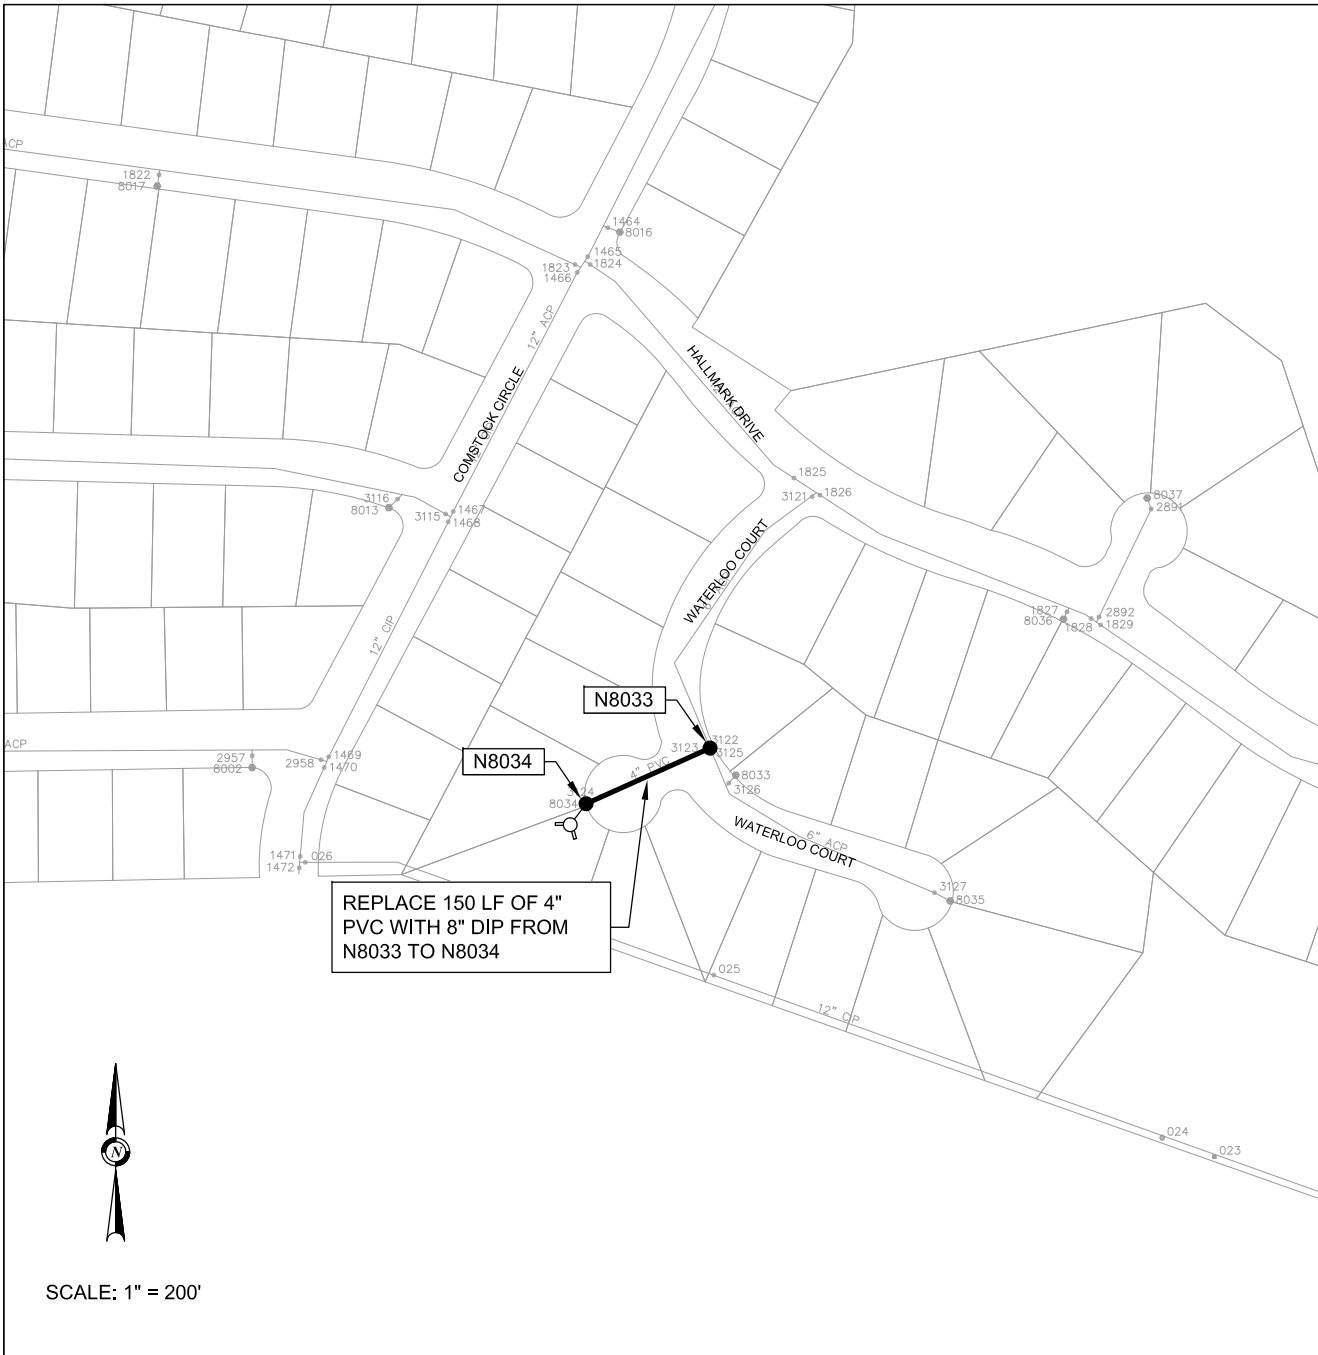 ACP
1822
8017
1464
8016
1465
1823
1824
1466
12" ACP
HALLMARK DRIVE
COMSTOCK CIRCLE
1825
3121
1826
8037
2891
3116
8013
3115
1467
1468
WATERLOO COURT
1827
8036
1828
2892
1829
12" CIP
N8033
ACP
2957
8002
2958
1469
1470
3122
3123
3125
N8034
4" PVC
8033
3126
3124
8034
WATERLOO COURT
6" ACP
1471
026
1472
3127
8035
REPLACE 150 LF OF 4"
PVC WITH 8" DIP FROM
N8033 TO N8034
025
12" CIP
024
023
N
SCALE: 1" = 200'